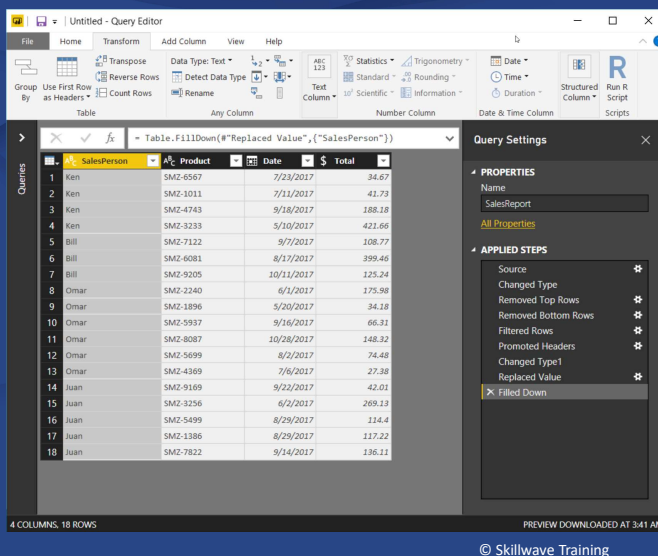 Untitled - Query Editor
File Home Transform Add Column View Help
Group By
Use First Row as Headers
Transpose
Reverse Rows
Count Rows
Table
Data Type: Text
Detect Data Type
Rename
1 2
Any Column
ABC 123
Text Column
Statistics
Standard
10² Scientific
Trigonometry
Rounding
Information
Number Column
Date
Time
Duration
Date & Time Column
Structured Column
R
Run R Script
Scripts
fx = Table.FillDown(#"Replaced Value",{"SalesPerson"})
Queries
SalesPerson Product Date $ Total
1 Ken SMZ-6567 7/23/2017 34.67
2 Ken SMZ-1011 7/11/2017 41.73
3 Ken SMZ-4743 9/18/2017 188.18
4 Ken SMZ-3233 5/10/2017 421.66
5 Bill SMZ-7122 9/7/2017 108.77
6 Bill SMZ-6081 8/17/2017 399.46
7 Bill SMZ-9205 10/11/2017 125.24
8 Omar SMZ-2240 6/1/2017 175.98
9 Omar SMZ-1896 5/20/2017 34.18
10 Omar SMZ-5937 9/16/2017 66.31
11 Omar SMZ-8087 10/28/2017 148.32
12 Omar SMZ-5699 8/2/2017 74.48
13 Omar SMZ-4369 7/6/2017 27.38
14 Juan SMZ-9169 9/22/2017 42.01
15 Juan SMZ-3256 6/2/2017 269.13
16 Juan SMZ-5499 8/29/2017 114.4
17 Juan SMZ-1386 8/29/2017 117.22
18 Juan SMZ-7822 9/14/2017 136.11
Query Settings
PROPERTIES
Name
SalesReport
All Properties
APPLIED STEPS
Source
Changed Type
Removed Top Rows
Removed Bottom Rows
Filtered Rows
Promoted Headers
Changed Type1
Replaced Value
Filled Down
4 COLUMNS, 18 ROWS
PREVIEW DOWNLOADED AT 3:41 AM
© Skillwave Training